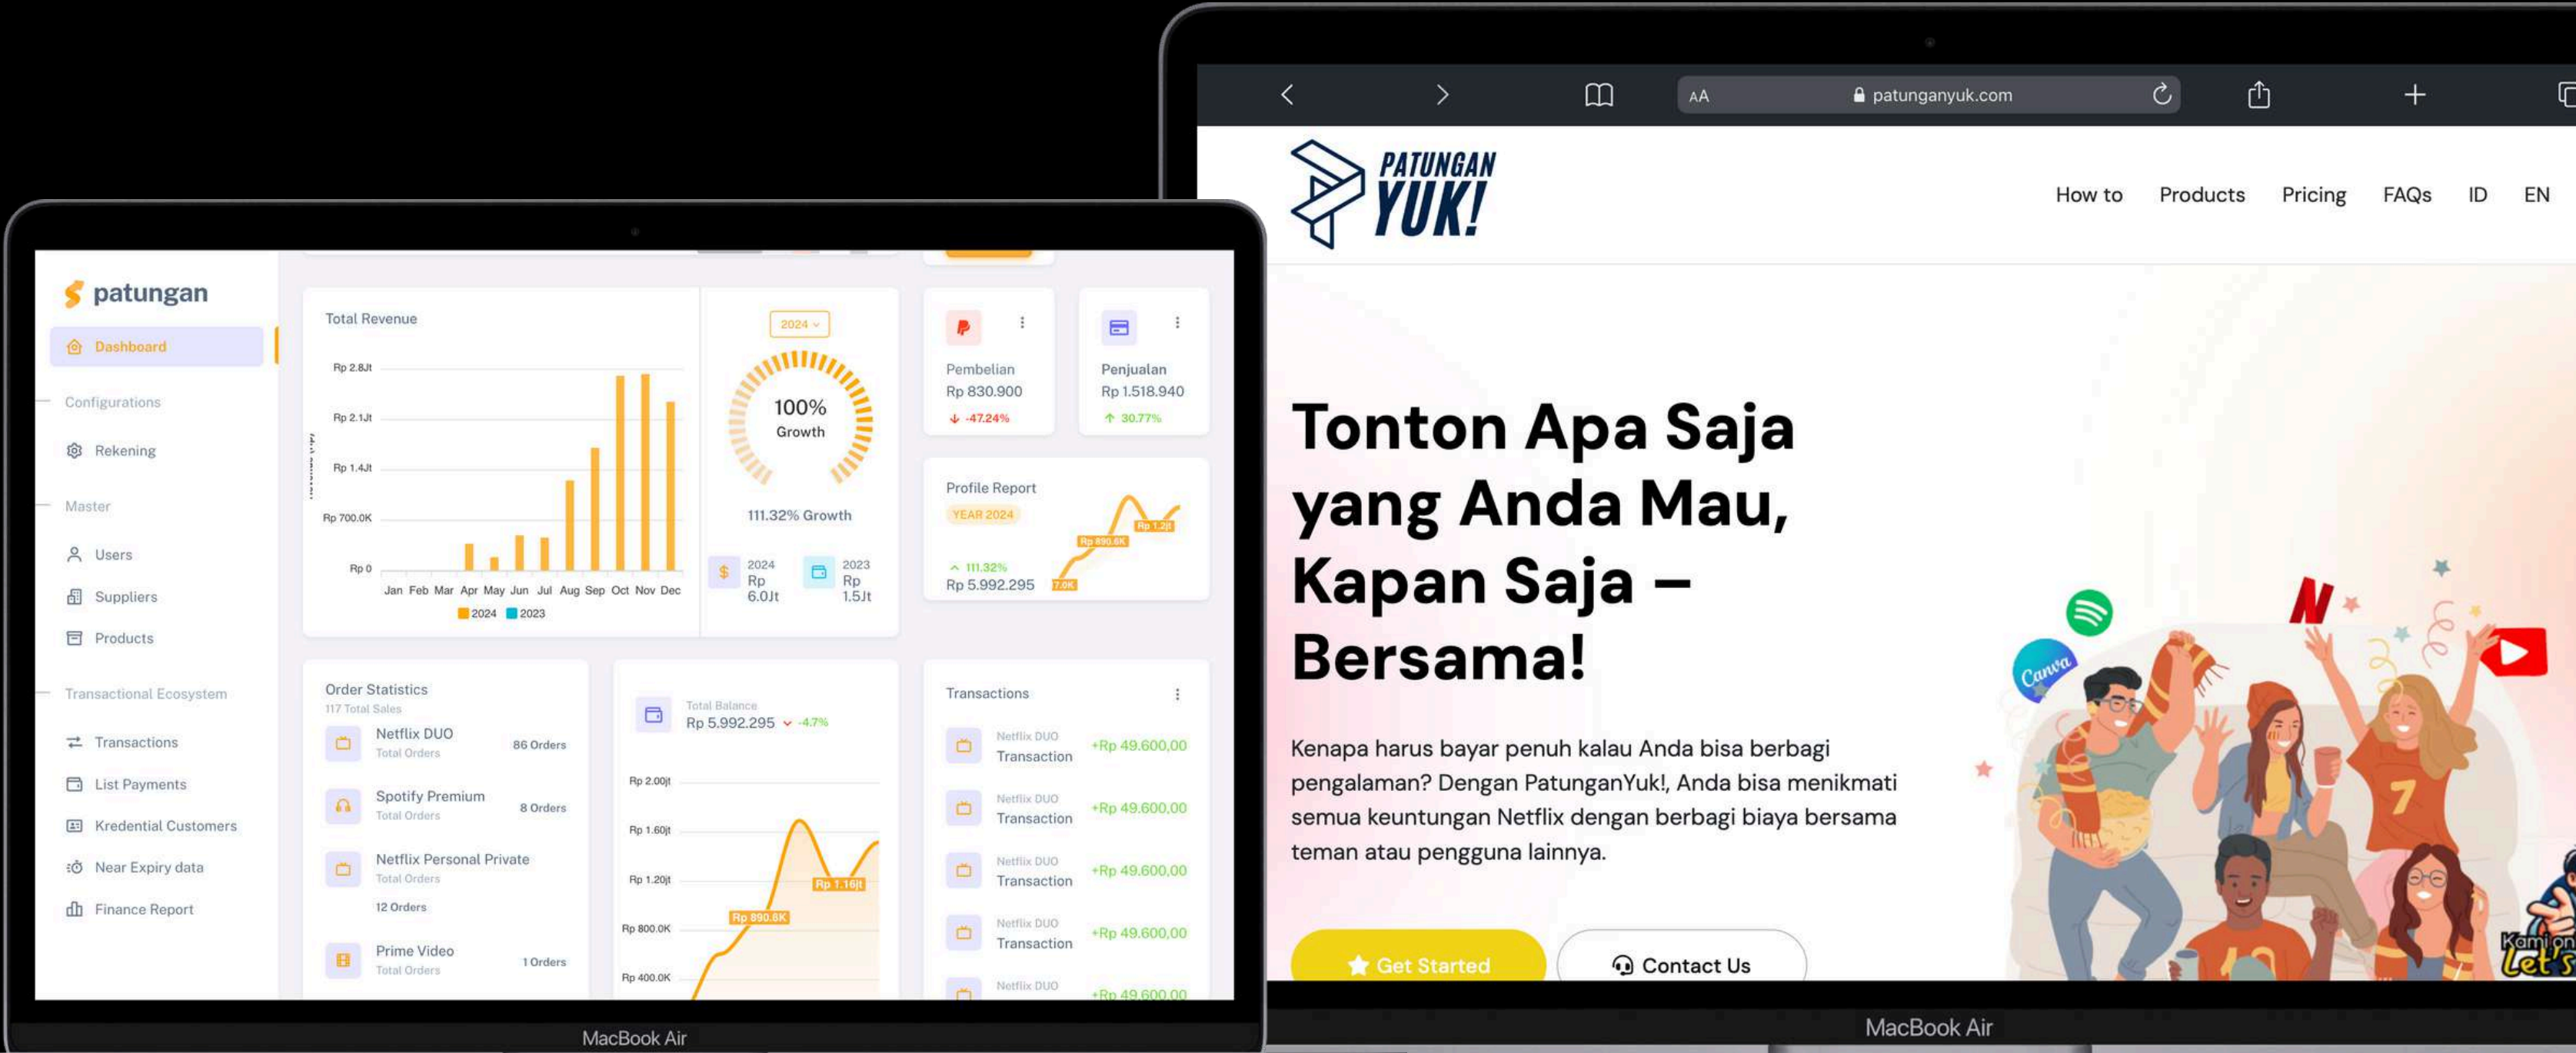 patungan
Dashboard
Configurations
Rekening
Master
Users
Suppliers
Products
Transactional Ecosystem
Transactions
List Payments
Kredential Customers
Near Expiry data
Finance Report
Total Revenue
Rp 2.8Jt
Rp 2.1Jt
Rp 1.4Jt
Rp 700.0K
Rp 0
Jan Feb Mar Apr May Jun Jul Aug Sep Oct Nov Dec
2024 2023
2024
100%
Growth
111.32% Growth
2024
Rp
6.0Jt
2023
Rp
1.5Jt
Pembelian
Rp 830.900
-47.24%
Penjualan
Rp 1.518.940
30.77%
Profile Report
YEAR 2024
111.32%
Rp 5.992.295
7.0K
Rp 890.6K
Rp 1.2jt
Order Statistics
117 Total Sales
Netflix DUO
Total Orders
86 Orders
Spotify Premium
Total Orders
8 Orders
Netflix Personal Private
Total Orders
12 Orders
Prime Video
Total Orders
1 Orders
Total Balance
Rp 5.992.295 -4.7%
Rp 2.00jt
Rp 1.60jt
Rp 1.20jt
Rp 800.0K
Rp 400.0K
Rp 890.6K
Rp 1.16jt
Transactions
Netflix DUO
Transaction
+Rp 49.600,00
Netflix DUO
Transaction
+Rp 49.600,00
Netflix DUO
Transaction
+Rp 49.600,00
Netflix DUO
Transaction
+Rp 49.600,00
Netflix DUO
+Rp 49.600,00
MacBook Air
AA
patunganyuk.com
PATUNGAN
YUK!
How to Products Pricing FAQs ID EN
Tonton Apa Saja
yang Anda Mau,
Kapan Saja –
Bersama!
Kenapa harus bayar penuh kalau Anda bisa berbagi
pengalaman? Dengan PatunganYuk!, Anda bisa menikmati
semua keuntungan Netflix dengan berbagi biaya bersama
teman atau pengguna lainnya.
Get Started
Contact Us
Canva
N
7
10
Kami on
Let's
MacBook Air